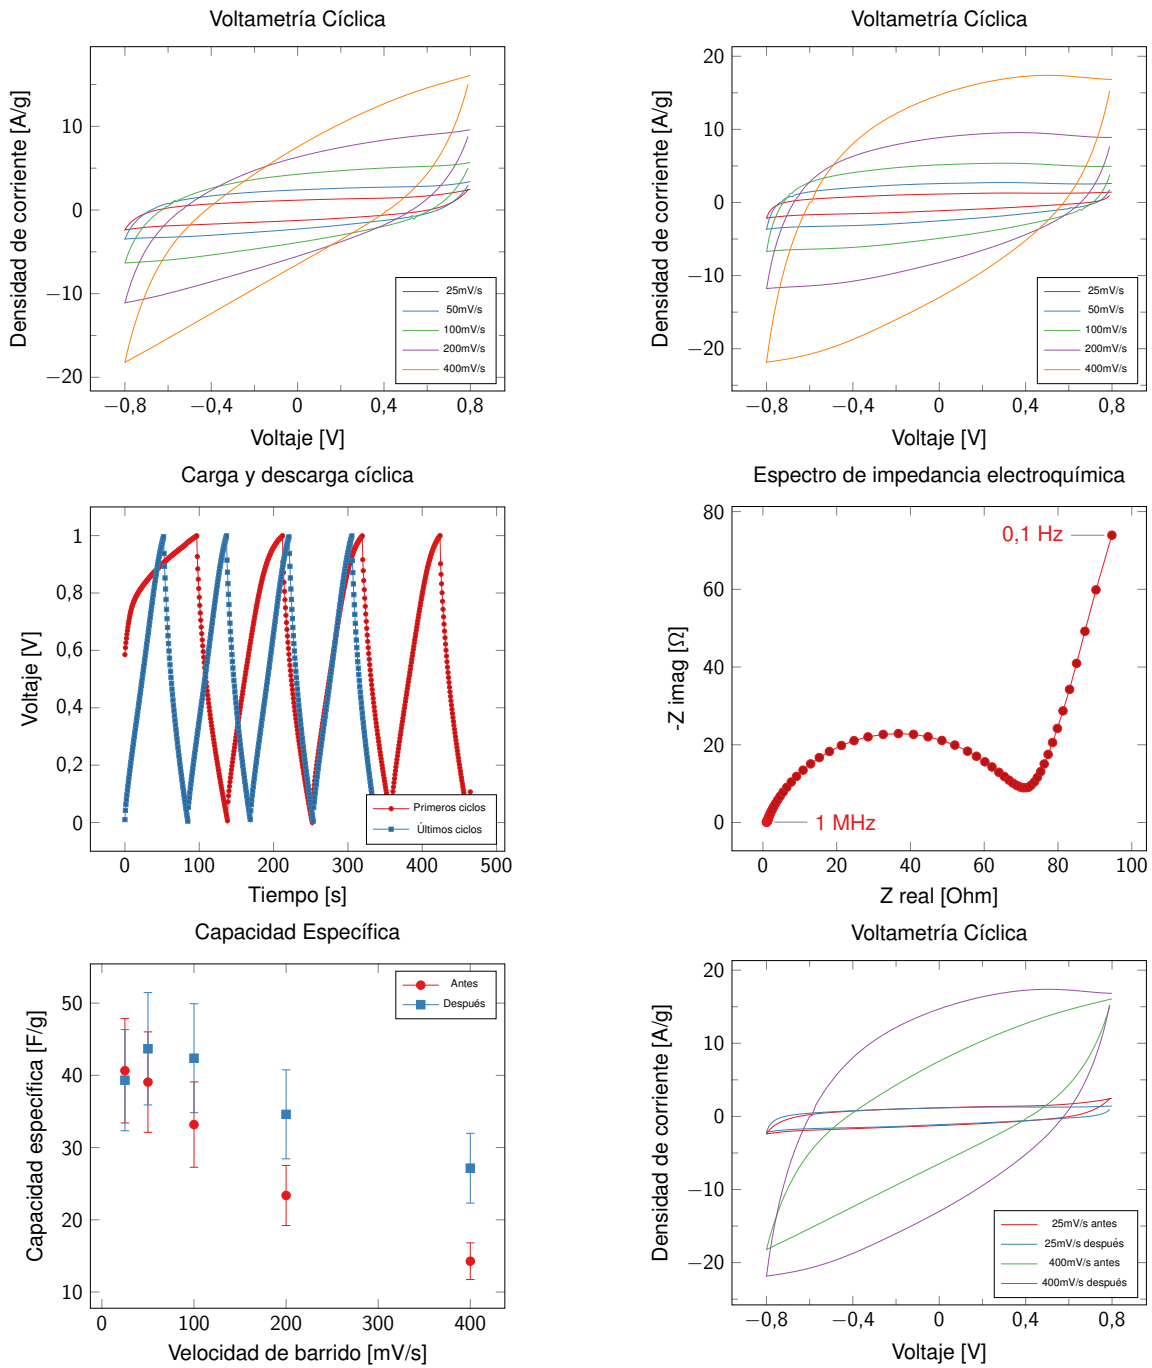 Voltametría Cíclica
Densidad de corriente [A/g]
10
0
−10
−20
−0,8
−0,4
0
0,4
0,8
Voltaje [V]
25mV/s
50mV/s
100mV/s
200mV/s
400mV/s
Voltametría Cíclica
Densidad de corriente [A/g]
20
10
0
−10
−20
−0,8
−0,4
0
0,4
0,8
Voltaje [V]
25mV/s
50mV/s
100mV/s
200mV/s
400mV/s
Carga y descarga cíclica
Voltaje [V]
1
0,8
0,6
0,4
0,2
0
0
100
200
300
400
500
Tiempo [s]
Primeros ciclos
Últimos ciclos
Espectro de impedancia electroquímica
-Z imag [Ω]
80
60
40
20
0
0
20
40
60
80
100
Z real [Ohm]
0,1 Hz
1 MHz
Capacidad Específica
Capacidad específica [F/g]
50
40
30
20
10
0
100
200
300
400
Velocidad de barrido [mV/s]
Antes
Después
Voltametría Cíclica
Densidad de corriente [A/g]
20
10
0
−10
−20
−0,8
−0,4
0
0,4
0,8
Voltaje [V]
25mV/s antes
25mV/s después
400mV/s antes
400mV/s después